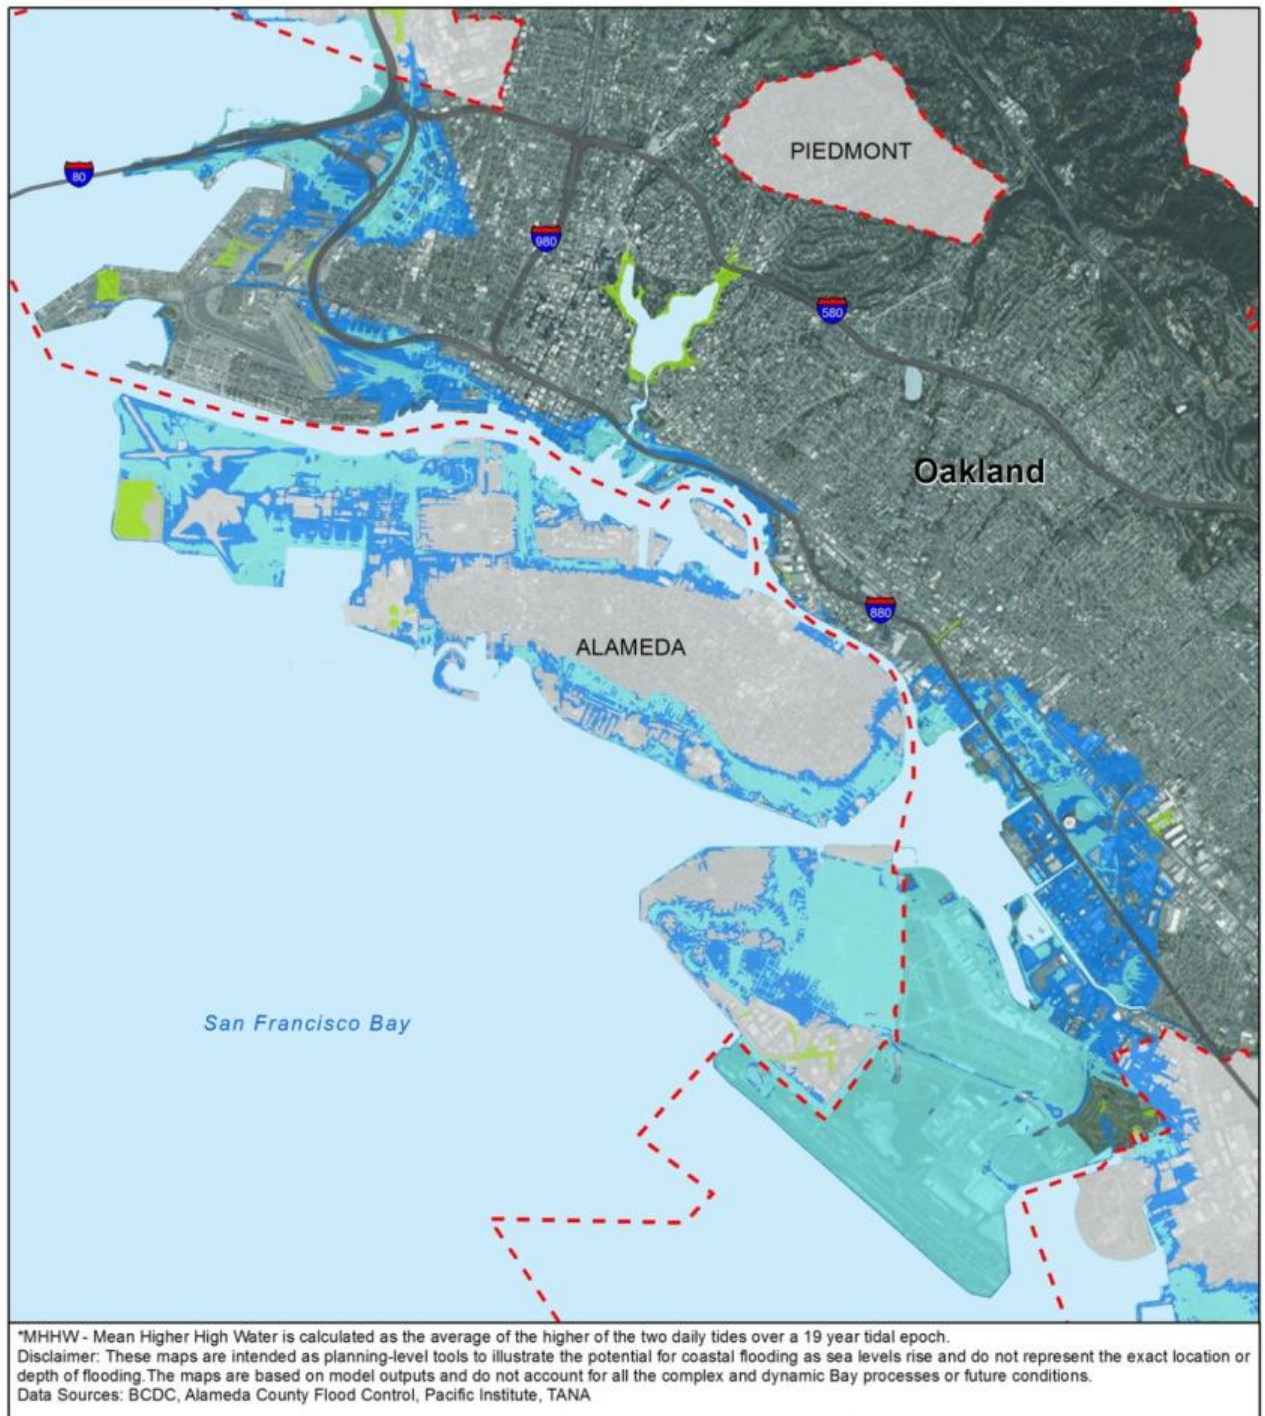 PIEDMONT
80
980
580
Oakland
880
ALAMEDA
San Francisco Bay
*MHHW - Mean Higher High Water is calculated as the average of the higher of the two daily tides over a 19 year tidal epoch.
Disclaimer: These maps are intended as planning-level tools to illustrate the potential for coastal flooding as sea levels rise and do not represent the exact location or
depth of flooding.The maps are based on model outputs and do not account for all the complex and dynamic Bay processes or future conditions.
Data Sources: BCDC, Alameda County Flood Control, Pacific Institute, TANA